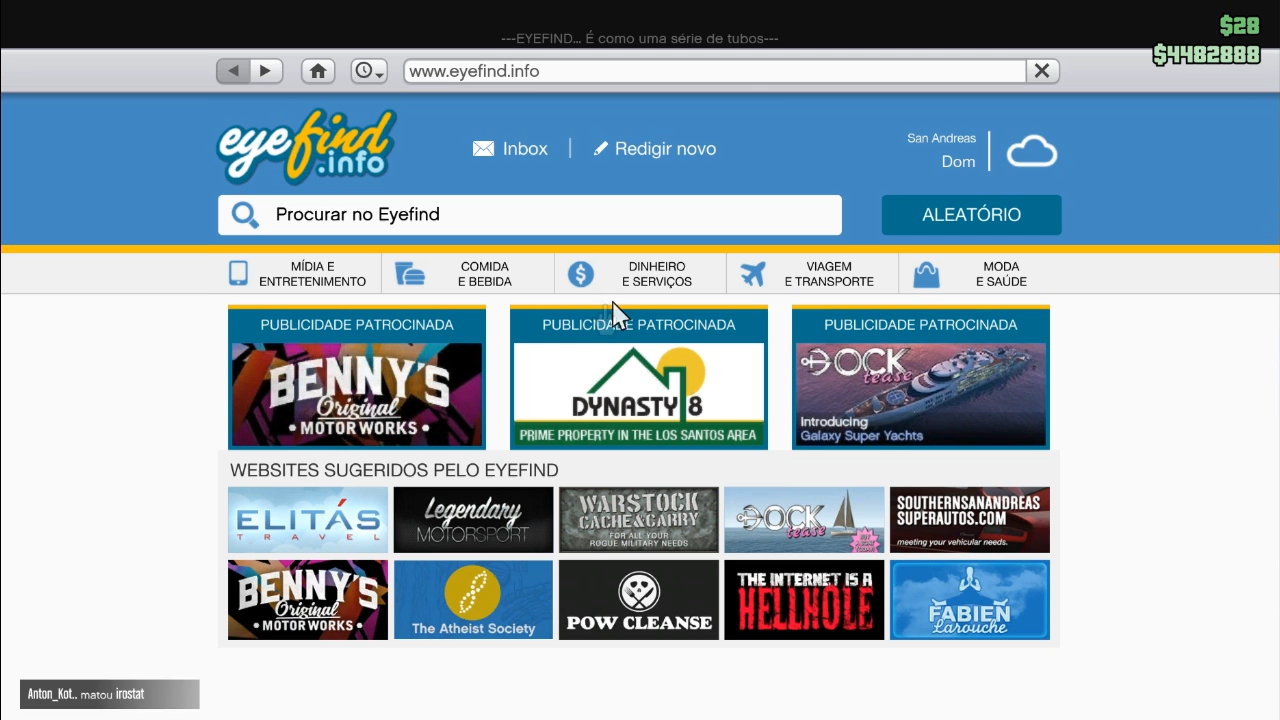 $28
---EYEFIND... É como uma série de tubos---
$4482888
www.eyefind.info
eyefind
.info
Inbox
Redigir novo
San Andreas
Dom
Procurar no Eyefind
ALEATÓRIO
MÍDIA E
ENTRETENIMENTO
COMIDA
E BEBIDA
DINHEIRO
E SERVIÇOS
VIAGEM
E TRANSPORTE
MODA
E SAÚDE
PUBLICIDADE PATROCINADA
BENNY'S
Original
• MOTOR WORKS •
PUBLICIDADE PATROCINADA
DYNASTY 8
PRIME PROPERTY IN THE LOS SANTOS AREA
PUBLICIDADE PATROCINADA
DOCK
tease
Introducing
Galaxy Super Yachts
WEBSITES SUGERIDOS PELO EYEFIND
ELITÁS
TRAVEL
Legendary
MOTORSPORT
WARSTOCK
CACHE&CARRY
FOR ALL YOUR
ROGUE MILITARY NEEDS
DOCK
tease
SOUTHERNSANANDREAS
SUPERAUTOS.COM
meeting your vehicular needs.
BENNY'S
Original
• MOTOR WORKS •
The Atheist Society
POW CLEANSE
THE INTERNET IS A
HELLHOLE
FABIEN
Larouche
Anton_Kot.. matou irostat